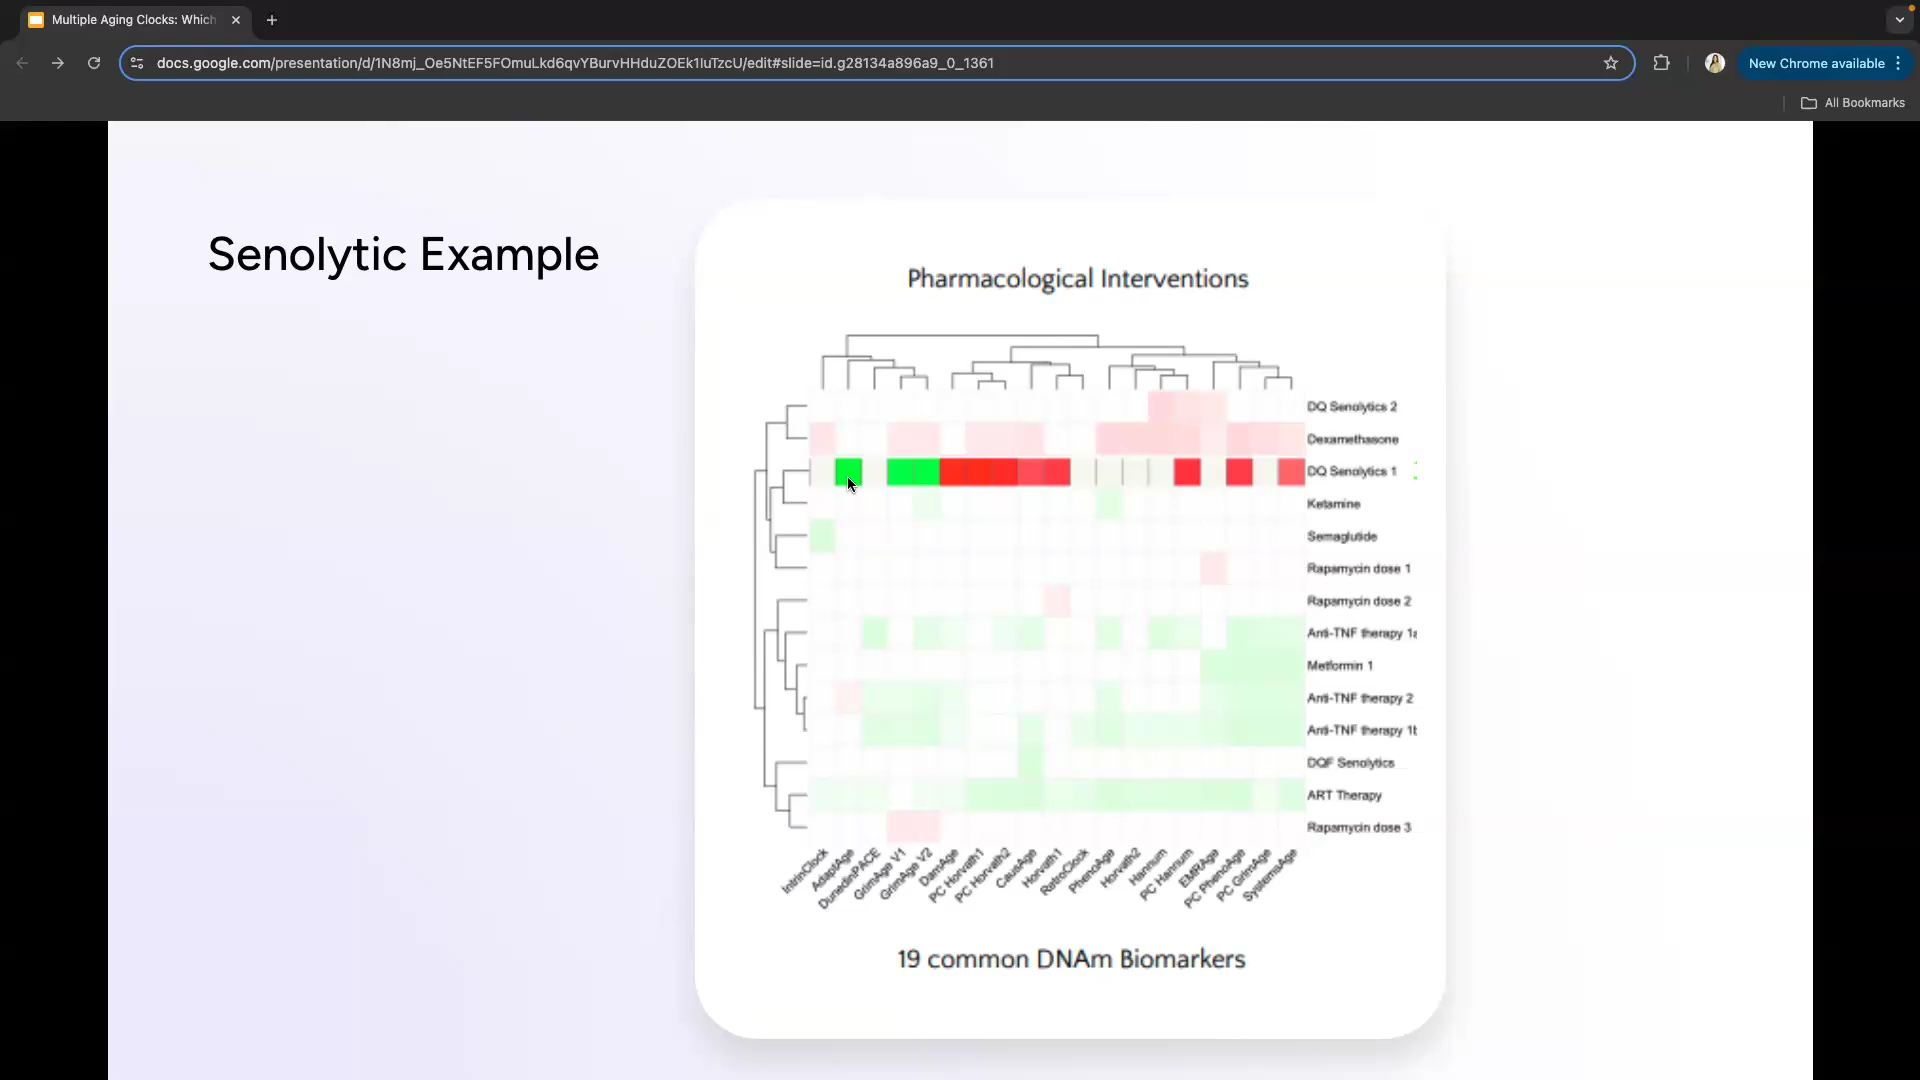 Multiple Aging Clocks: Which
docs.google.com/presentation/d/1N8mj_Oe5NtEF5FOmuLkd6qvYBurvHHduZOEk1IuTzcU/edit#slide=id.g28134a896a9_0_1361
New Chrome available
All Bookmarks
Senolytic Example
Pharmacological Interventions
DQ Senolytics 2
Dexamethasone
DQ Senolytics 1
Ketamine
Semaglutide
Rapamycin dose 1
Rapamycin dose 2
Anti-TNF therapy 1a
Metformin 1
Anti-TNF therapy 2
Anti-TNF therapy 1b
DQF Senolytics
ART Therapy
Rapamycin dose 3
IntrinClock
AdaptAge
DunedinPACE
GrimAge V1
GrimAge V2
DamAge
PC Horvath1
PC Horvath2
CausAge
Horvath1
RetroClock
PhenoAge
Horvath2
Hannum
PC Hannum
EMRAge
PC PhenoAge
PC GrimAge
SystemsAge
19 common DNAm Biomarkers